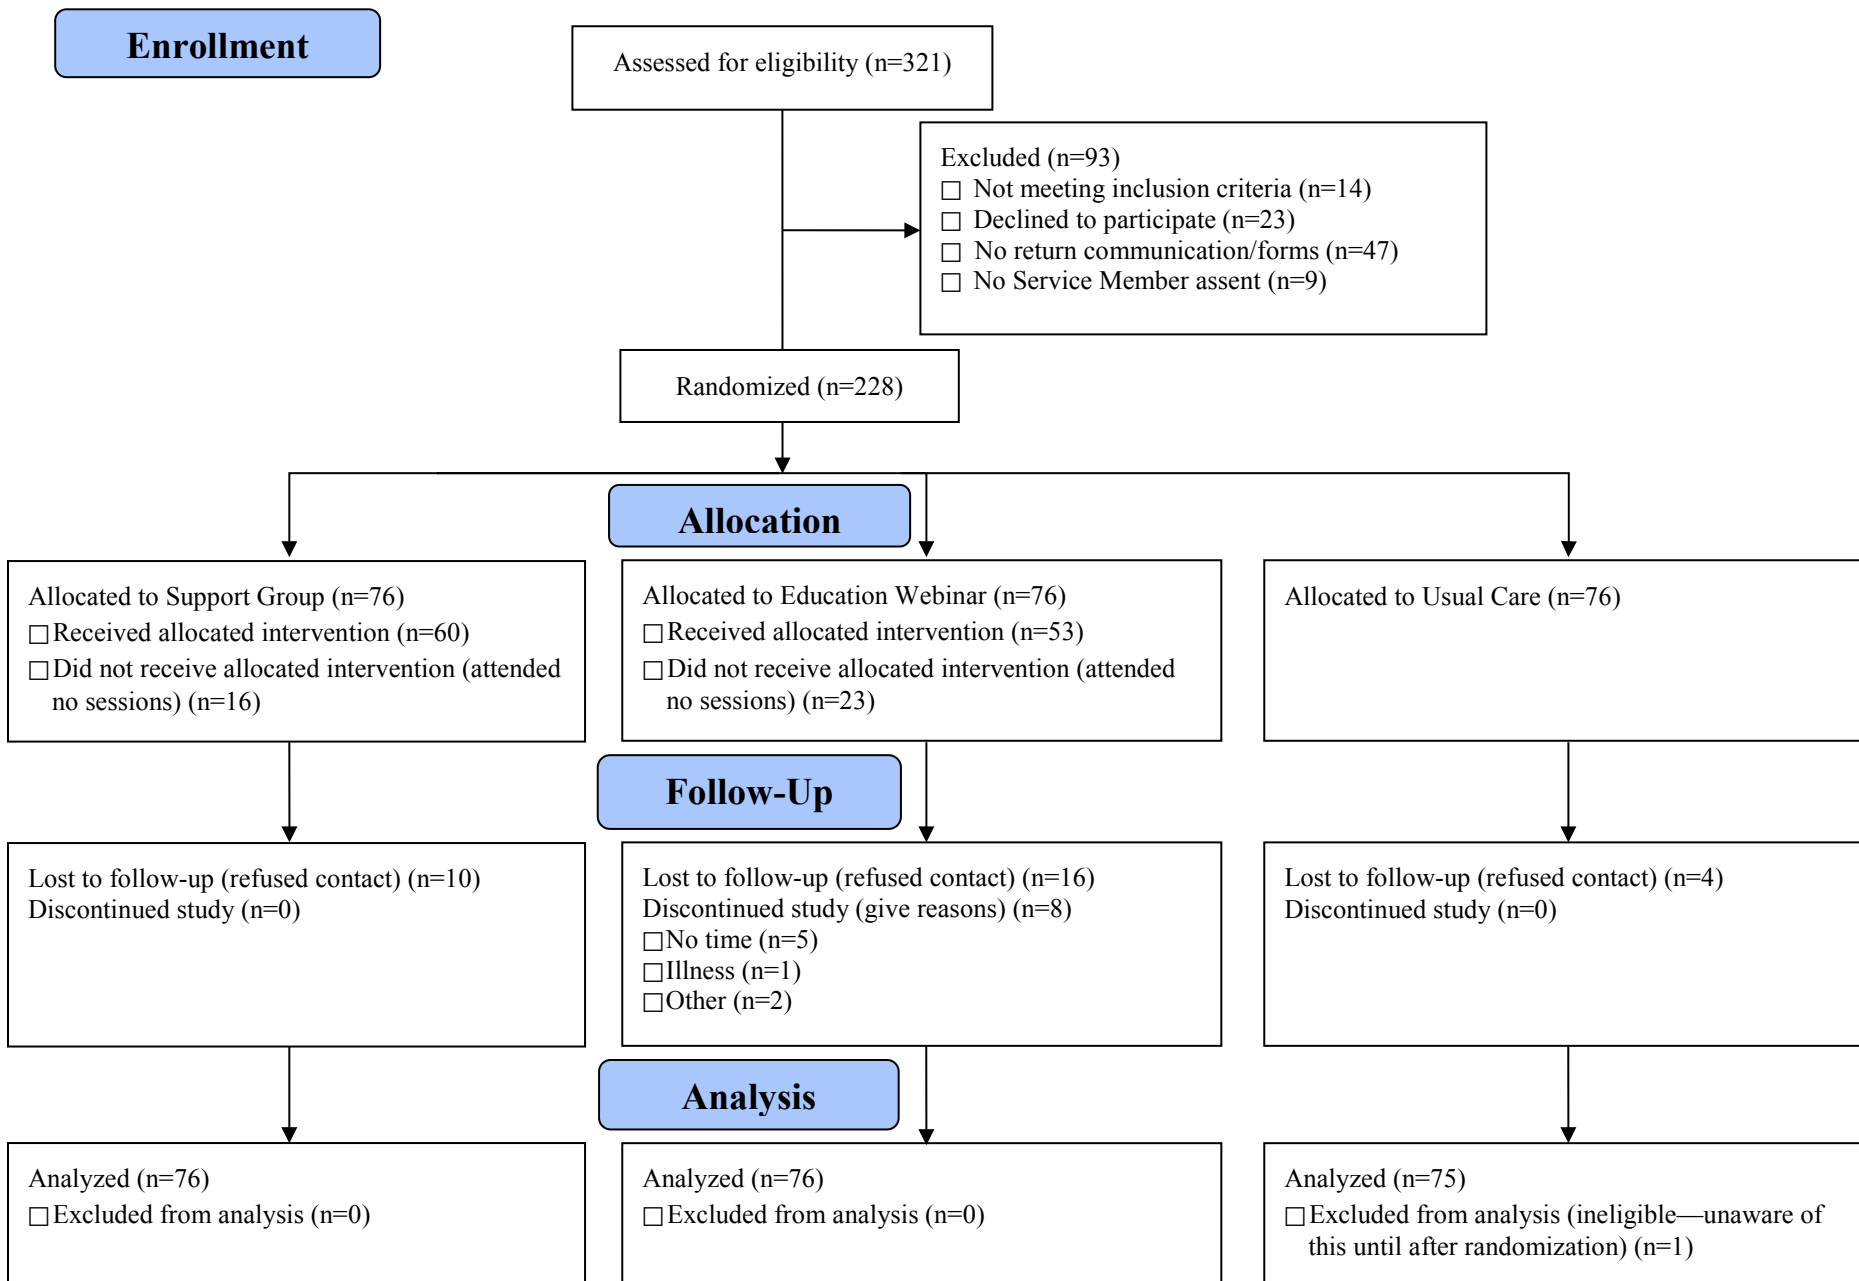 Enrollment
Assessed for eligibility (n=321)
Excluded (n=93)
□ Not meeting inclusion criteria (n=14)
□ Declined to participate (n=23)
□ No return communication/forms (n=47)
□ No Service Member assent (n=9)
Randomized (n=228)
Allocation
Allocated to Support Group (n=76)
□ Received allocated intervention (n=60)
□ Did not receive allocated intervention (attended
no sessions) (n=16)
Allocated to Education Webinar (n=76)
□ Received allocated intervention (n=53)
□ Did not receive allocated intervention (attended
no sessions) (n=23)
Allocated to Usual Care (n=76)
Follow-Up
Lost to follow-up (refused contact) (n=10)
Discontinued study (n=0)
Lost to follow-up (refused contact) (n=16)
Discontinued study (give reasons) (n=8)
□ No time (n=5)
□ Illness (n=1)
□ Other (n=2)
Lost to follow-up (refused contact) (n=4)
Discontinued study (n=0)
Analysis
Analyzed (n=76)
□ Excluded from analysis (n=0)
Analyzed (n=76)
□ Excluded from analysis (n=0)
Analyzed (n=75)
□ Excluded from analysis (ineligible—unaware of
this until after randomization) (n=1)